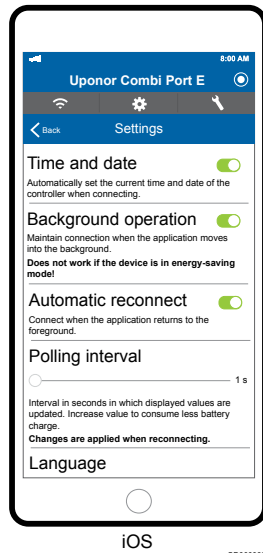 8:00 AM
Uponor Combi Port E
Back
Settings
Time and date
Automatically set the current time and date of the
controller when connecting.
Background operation
Maintain connection when the application moves
into the background.
Does not work if the device is in energy-saving
mode!
Automatic reconnect
Connect when the application returns to the
foreground.
Polling interval
1 s
Interval in seconds in which displayed values are
updated. Increase value to consume less battery
charge.
Changes are applied when reconnecting.
Language
iOS